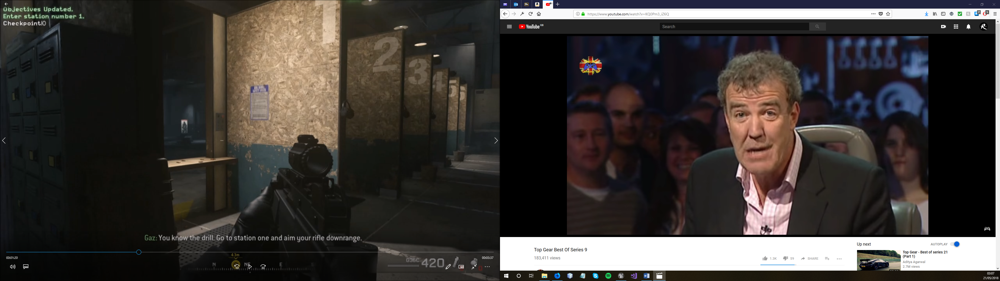 Objectives Updated.
Enter station number 1.
Checkpoint
1
2
3
4
5
Gaz: You know the drill. Go to station one and aim your rifle downrange.
00:01:20
00:03:37
4.3m
N
NE
E
G36C
420
10
30
https://www.youtube.com/watch?v=KQ0Pm3_iZ6Q
7
5
YouTube GB
Search
Top Gear Best Of Series 9
183,411 views
1.3K
59
SHARE
Up next
AUTOPLAY
Top Gear - Best of series 21
(Part 1)
Aditya Agarwal
2.7M views
03:07
21/05/2018